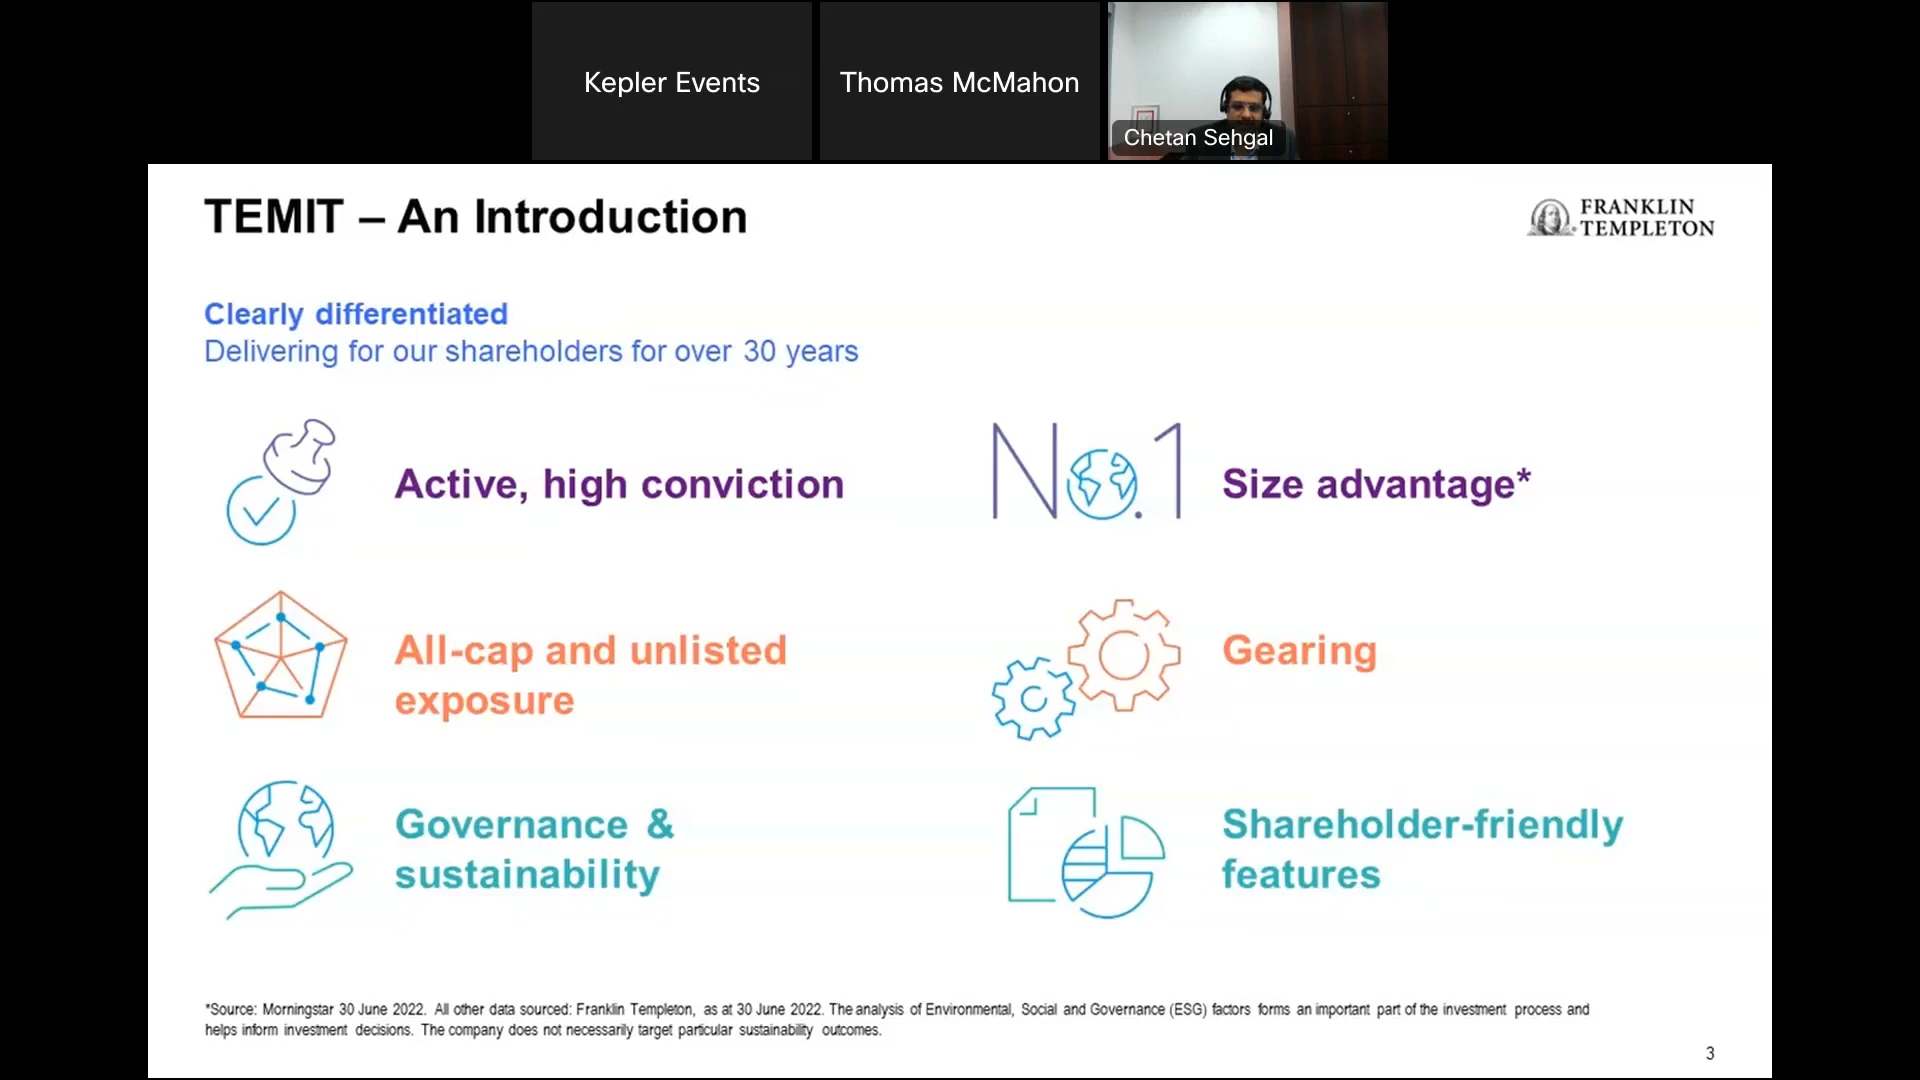 Kepler Events
Thomas McMahon
Chetan Sehgal
TEMIT – An Introduction
FRANKLIN
TEMPLETON
Clearly differentiated
Delivering for our shareholders for over 30 years
Active, high conviction
No.1
Size advantage*
All-cap and unlisted
exposure
Gearing
Governance &
sustainability
Shareholder-friendly
features
*Source: Morningstar 30 June 2022. All other data sourced: Franklin Templeton, as at 30 June 2022. The analysis of Environmental, Social and Governance (ESG) factors forms an important part of the investment process and
helps inform investment decisions. The company does not necessarily target particular sustainability outcomes.
3